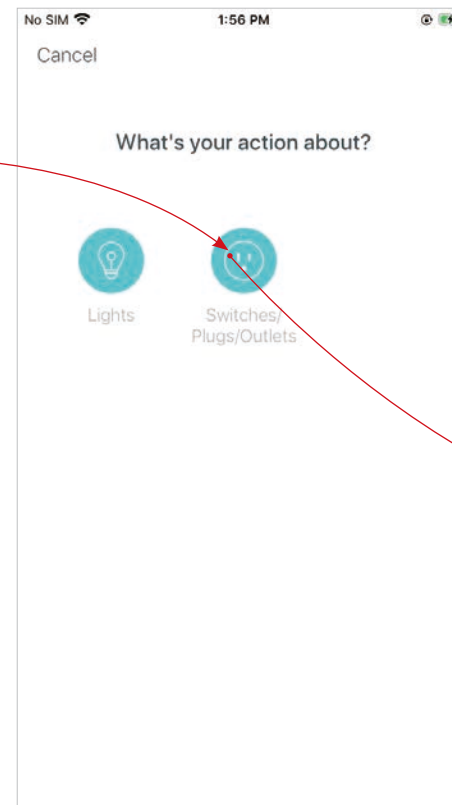 No SIM 1:56 PM
Cancel
What's your action about?
Lights
Switches/
Plugs/Outlets